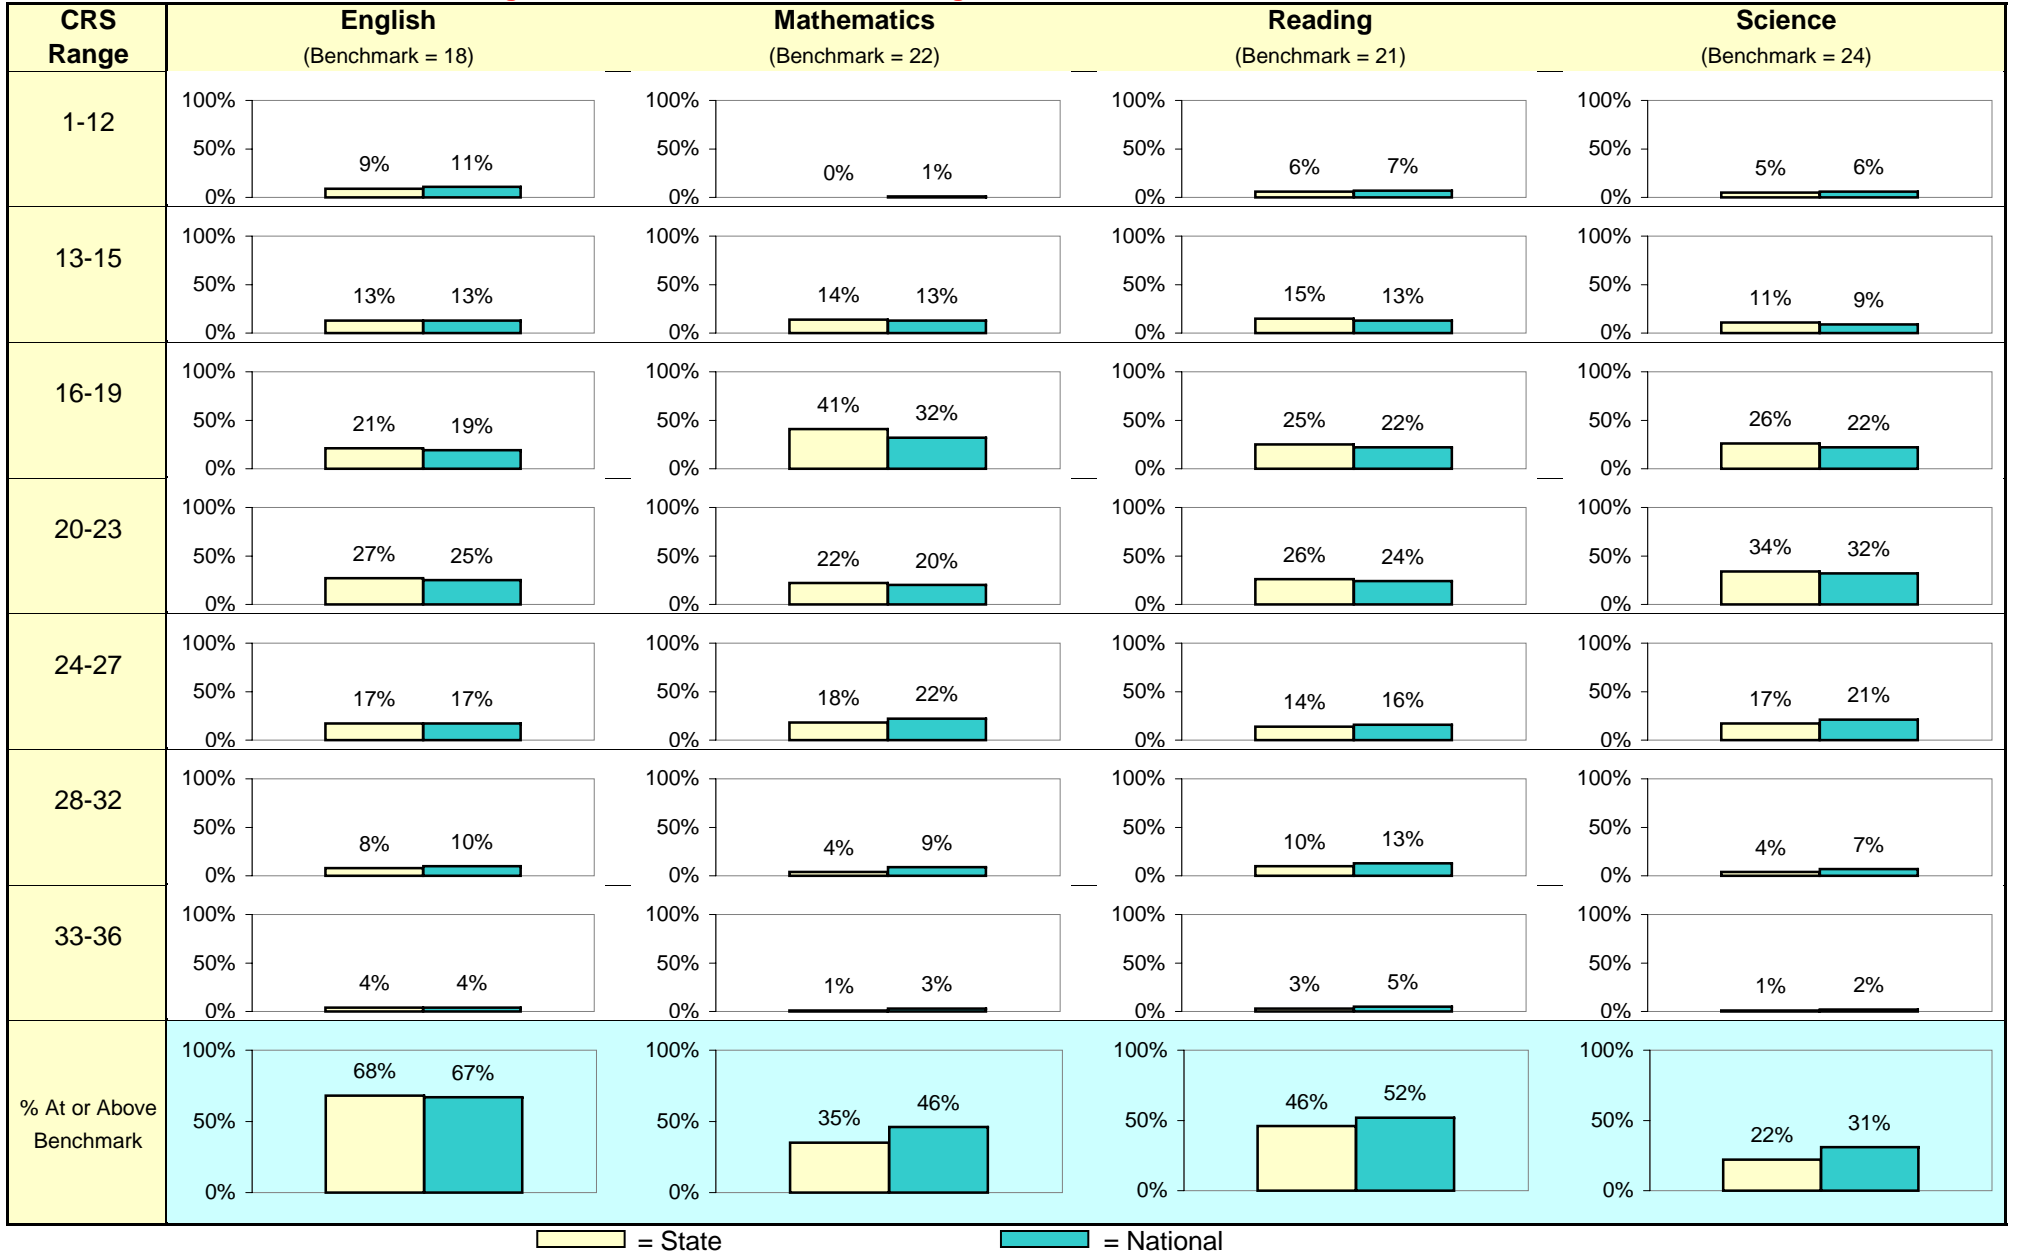 CRS Range English Mathematics Reading Science
(Benchmark = 18) (Benchmark = 22) (Benchmark = 21) (Benchmark = 24)
1-12
100% 100% 100% 100%
50% 9% 11% 50% 0% 1% 50% 6% 7% 50% 5% 6%
0% 0% 0% 0%
13-15
100% 100% 100% 100%
50% 13% 13% 50% 14% 13% 50% 15% 13% 50% 11% 9%
0% 0% 0% 0%
16-19
100% 100% 100% 100%
50% 21% 19% 50% 41% 32% 50% 25% 22% 50% 26% 22%
0% 0% 0% 0%
20-23
100% 100% 100% 100%
50% 27% 25% 50% 22% 20% 50% 26% 24% 50% 34% 32%
0% 0% 0% 0%
24-27
100% 100% 100% 100%
50% 17% 17% 50% 18% 22% 50% 14% 16% 50% 17% 21%
0% 0% 0% 0%
28-32
100% 100% 100% 100%
50% 8% 10% 50% 4% 9% 50% 10% 13% 50% 4% 7%
0% 0% 0% 0%
33-36
100% 100% 100% 100%
50% 4% 4% 50% 1% 3% 50% 3% 5% 50% 1% 2%
0% 0% 0% 0%
% At or Above
Benchmark
100% 68% 67% 100% 35% 46% 100% 46% 52% 100% 22% 31%
50% 50% 50% 50%
0% 0% 0% 0%
= State = National